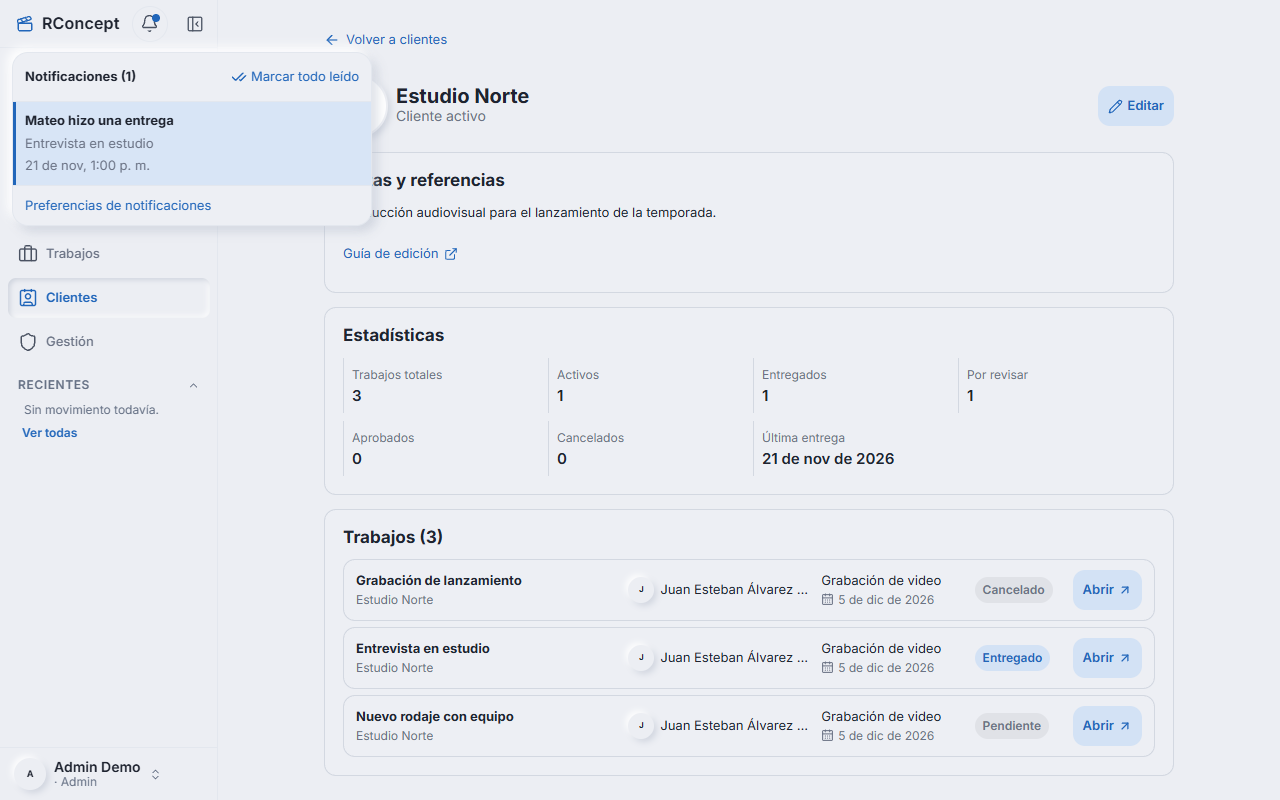 RConcept
Notificaciones (1)
Marcar todo leído
Mateo hizo una entrega
Entrevista en estudio
21 de nov, 1:00 p. m.
Preferencias de notificaciones
Trabajos
Clientes
Gestión
RECIENTES
Sin movimiento todavía.
Ver todas
A
Admin Demo
· Admin
Volver a clientes
Estudio Norte
Cliente activo
Editar
y referencias
audiovisual para el lanzamiento de la temporada.
Guía de edición
Estadísticas
Trabajos totales
3
Activos
1
Entregados
1
Por revisar
1
Aprobados
0
Cancelados
0
Última entrega
21 de nov de 2026
Trabajos (3)
Grabación de lanzamiento
Estudio Norte
J
Juan Esteban Álvarez ...
Grabación de video
5 de dic de 2026
Cancelado
Abrir
Entrevista en estudio
Estudio Norte
J
Juan Esteban Álvarez ...
Grabación de video
5 de dic de 2026
Entregado
Abrir
Nuevo rodaje con equipo
Estudio Norte
J
Juan Esteban Álvarez ...
Grabación de video
5 de dic de 2026
Pendiente
Abrir